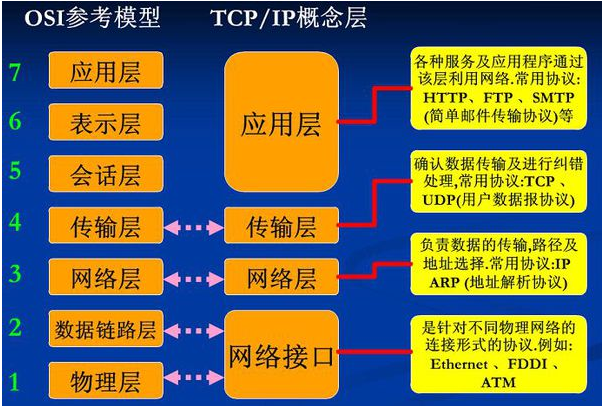 OSI参考模型
TCP/IP概念层
7
应用层
6
表示层
5
会话层
4
传输层
3
网络层
2
数据链路层
1
物理层
应用层
传输层
网络层
网络接口
各种服务及应用程序通过
该层利用网络.常用协议:
HTTP、FTP 、SMTP
(简单邮件传输协议)等
确认数据传输及进行纠错
处理,常用协议:TCP 、
UDP(用户数据报协议)
负责数据的传输,路径及
地址选择.常用协议:IP
ARP (地址解析协议)
是针对不同物理网络的
连接形式的协议.例如:
Ethernet 、FDDI 、
ATM